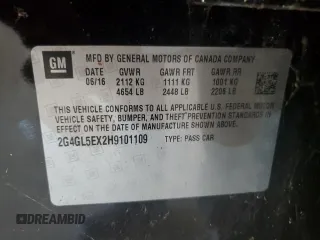 GM
MFD BY GENERAL MOTORS OF CANADA COMPANY
DATE GVWR GAWR FRT GAWR RR
06/16 2112 KG 1111 KG 1001 KG
4654 LB 2448 LB 2206 LB
THIS VEHICLE CONFORMS TO ALL APPLICABLE U.S. FEDERAL MOTOR
VEHICLE SAFETY, BUMPER, AND THEFT PREVENTION STANDARDS
IN EFFECT ON THE DATE OF MANUFACTURE SHOWN ABOVE.
2G4GL5EX2H9101109 TYPE: PASS CAR
DREAMBID